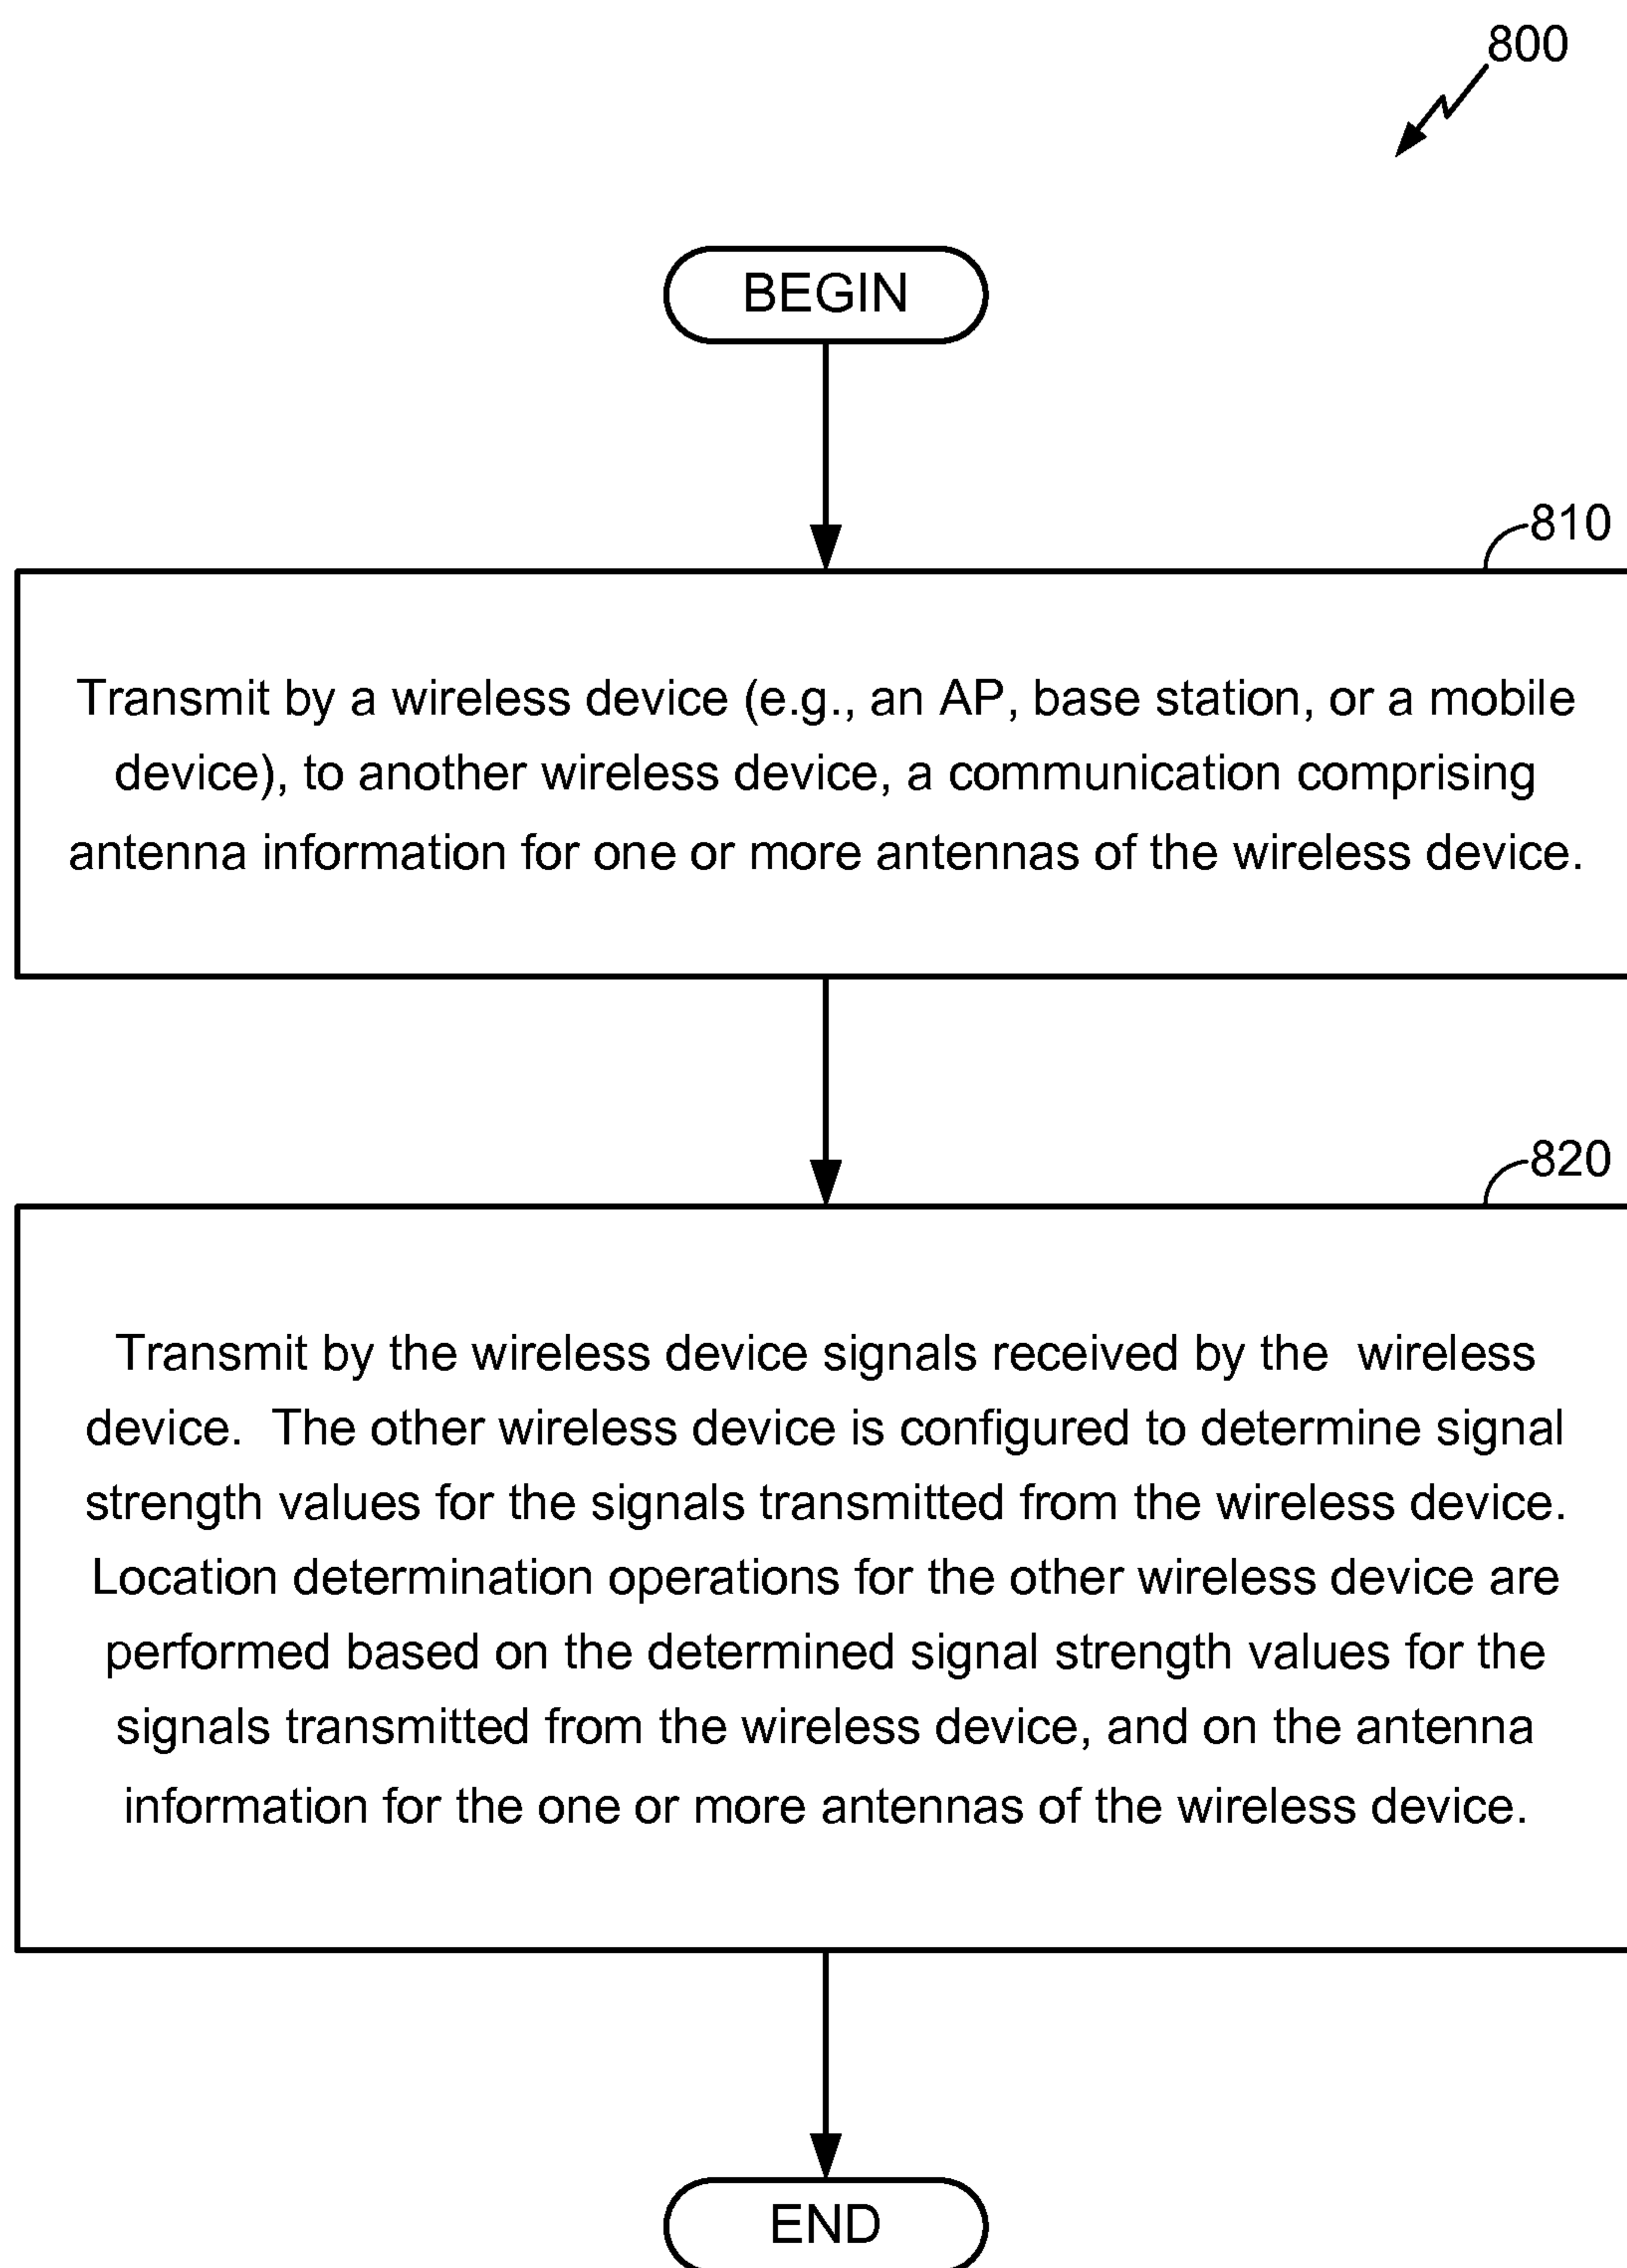 800
BEGIN
810
Transmit by a wireless device (e.g., an AP, base station, or a mobile
device), to another wireless device, a communication comprising
antenna information for one or more antennas of the wireless device.
820
Transmit by the wireless device signals received by the  wireless
device.  The other wireless device is configured to determine signal
strength values for the signals transmitted from the wireless device.
Location determination operations for the other wireless device are
performed based on the determined signal strength values for the
signals transmitted from the wireless device, and on the antenna
information for the one or more antennas of the wireless device.
END